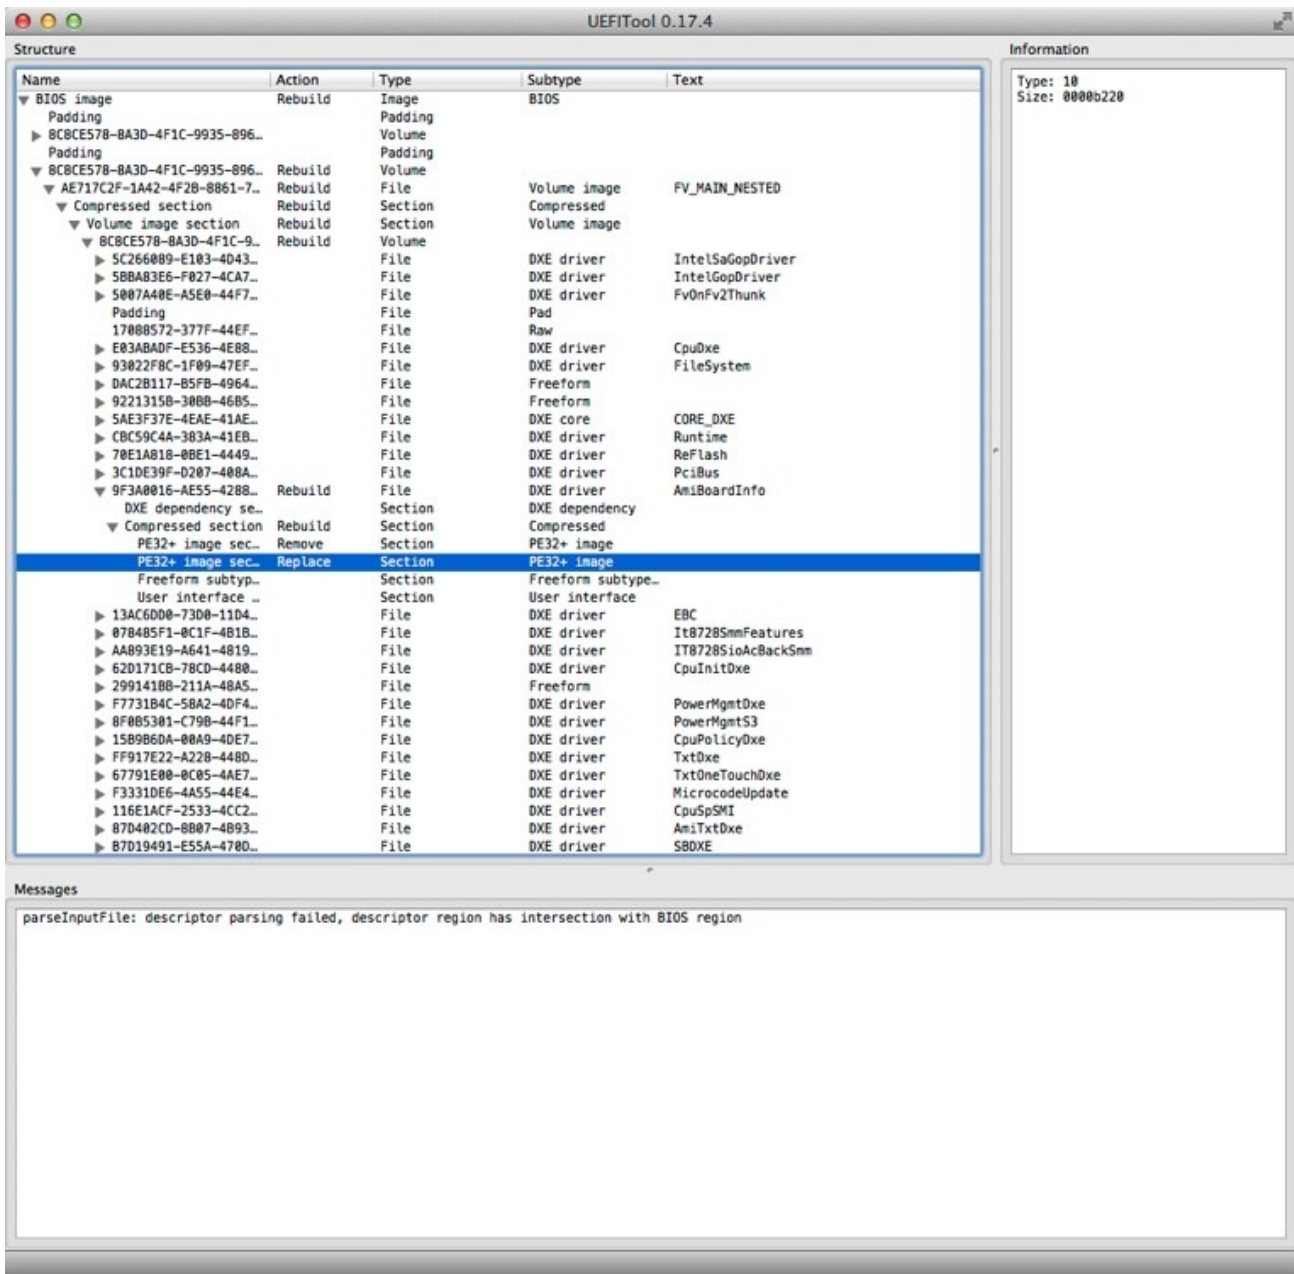 UEFITool 0.17.4
Structure
Information
Name Action Type Subtype Text
Type: 10
Size: 0000b220
BIOS image Rebuild Image BIOS
Padding Padding
8C8CE578-8A3D-4F1C-9935-896… Volume
Padding Padding
8C8CE578-8A3D-4F1C-9935-896… Rebuild Volume
AE717C2F-1A42-4F2B-8861-7… Rebuild File Volume image FV_MAIN_NESTED
Compressed section Rebuild Section Compressed
Volume image section Rebuild Section Volume image
8C8CE578-8A3D-4F1C-9… Rebuild Volume
5C266089-E103-4D43… File DXE driver IntelSaGopDriver
5BBA83E6-F027-4CA7… File DXE driver IntelGopDriver
5007A40E-A5E0-44F7… File DXE driver FvOnFv2Thunk
Padding File Pad
17088572-377F-44EF… File Raw
E03ABADF-E536-4E88… File DXE driver CpuDxe
93022F8C-1F09-47EF… File DXE driver FileSystem
DAC2B117-B5FB-4964… File Freeform
9221315B-30BB-46B5… File Freeform
5AE3F37E-4EAE-41AE… File DXE core CORE_DXE
CBC59C4A-383A-41EB… File DXE driver Runtime
70E1A818-0BE1-4449… File DXE driver ReFlash
3C1DE39F-D207-408A… File DXE driver PciBus
9F3A0016-AE55-4288… Rebuild File DXE driver AmiBoardInfo
DXE dependency se… Section DXE dependency
Compressed section Rebuild Section Compressed
PE32+ image sec… Remove Section PE32+ image
PE32+ image sec… Replace Section PE32+ image
Freeform subtyp… Section Freeform subtype…
User interface … Section User interface
13AC6DD0-73D0-11D4… File DXE driver EBC
078485F1-0C1F-4B1B… File DXE driver It8728SmmFeatures
AA893E19-A641-4819… File DXE driver IT8728SioAcBackSmm
62D171CB-78CD-4480… File DXE driver CpuInitDxe
299141BB-211A-48A5… File Freeform
F7731B4C-58A2-4DF4… File DXE driver PowerMgmtDxe
8F0B5301-C79B-44F1… File DXE driver PowerMgmtS3
15B9B6DA-00A9-4DE7… File DXE driver CpuPolicyDxe
FF917E22-A228-448D… File DXE driver TxtDxe
67791E00-0C05-4AE7… File DXE driver TxtOneTouchDxe
F3331DE6-4A55-44E4… File DXE driver MicrocodeUpdate
116E1ACF-2533-4CC2… File DXE driver CpuSpSMI
87D402CD-8B07-4B93… File DXE driver AmiTxtDxe
B7D19491-E55A-470D… File DXE driver SBDXE
Messages
parseInputFile: descriptor parsing failed, descriptor region has intersection with BIOS region